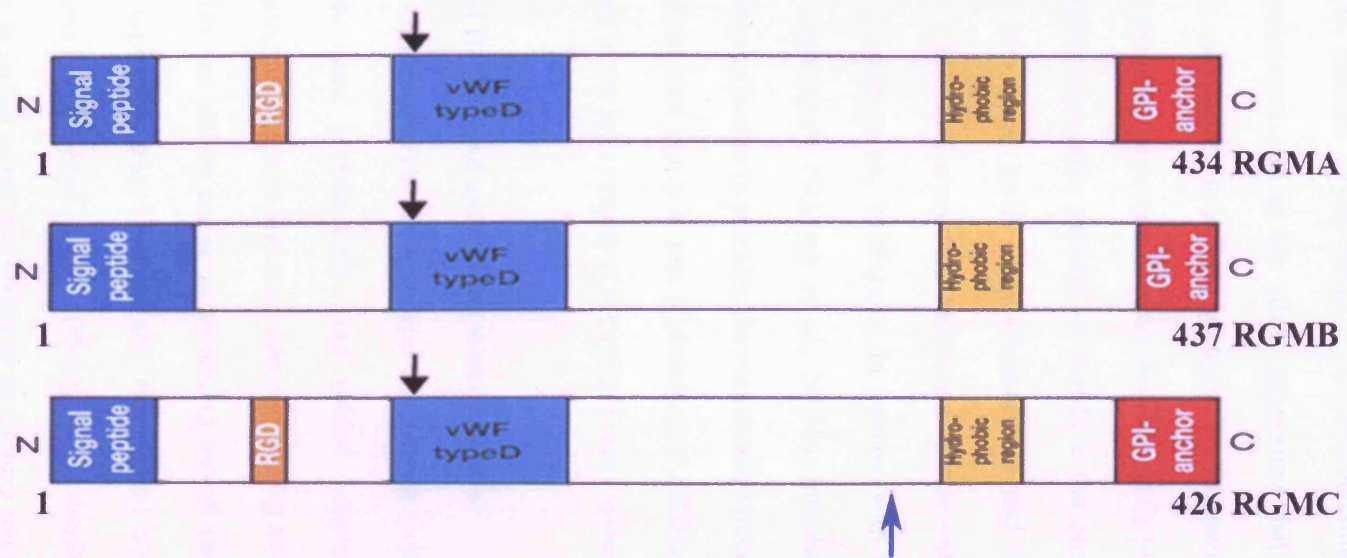 N
Signal
peptide
RGD
vWF
typeD
Hydro-
phobic
region
GPI-
anchor
C
1
434 RGMA
N
Signal
peptide
vWF
typeD
Hydro-
phobic
region
GPI-
anchor
C
1
437 RGMB
N
Signal
peptide
RGD
vWF
typeD
Hydro-
phobic
region
GPI-
anchor
C
1
426 RGMC